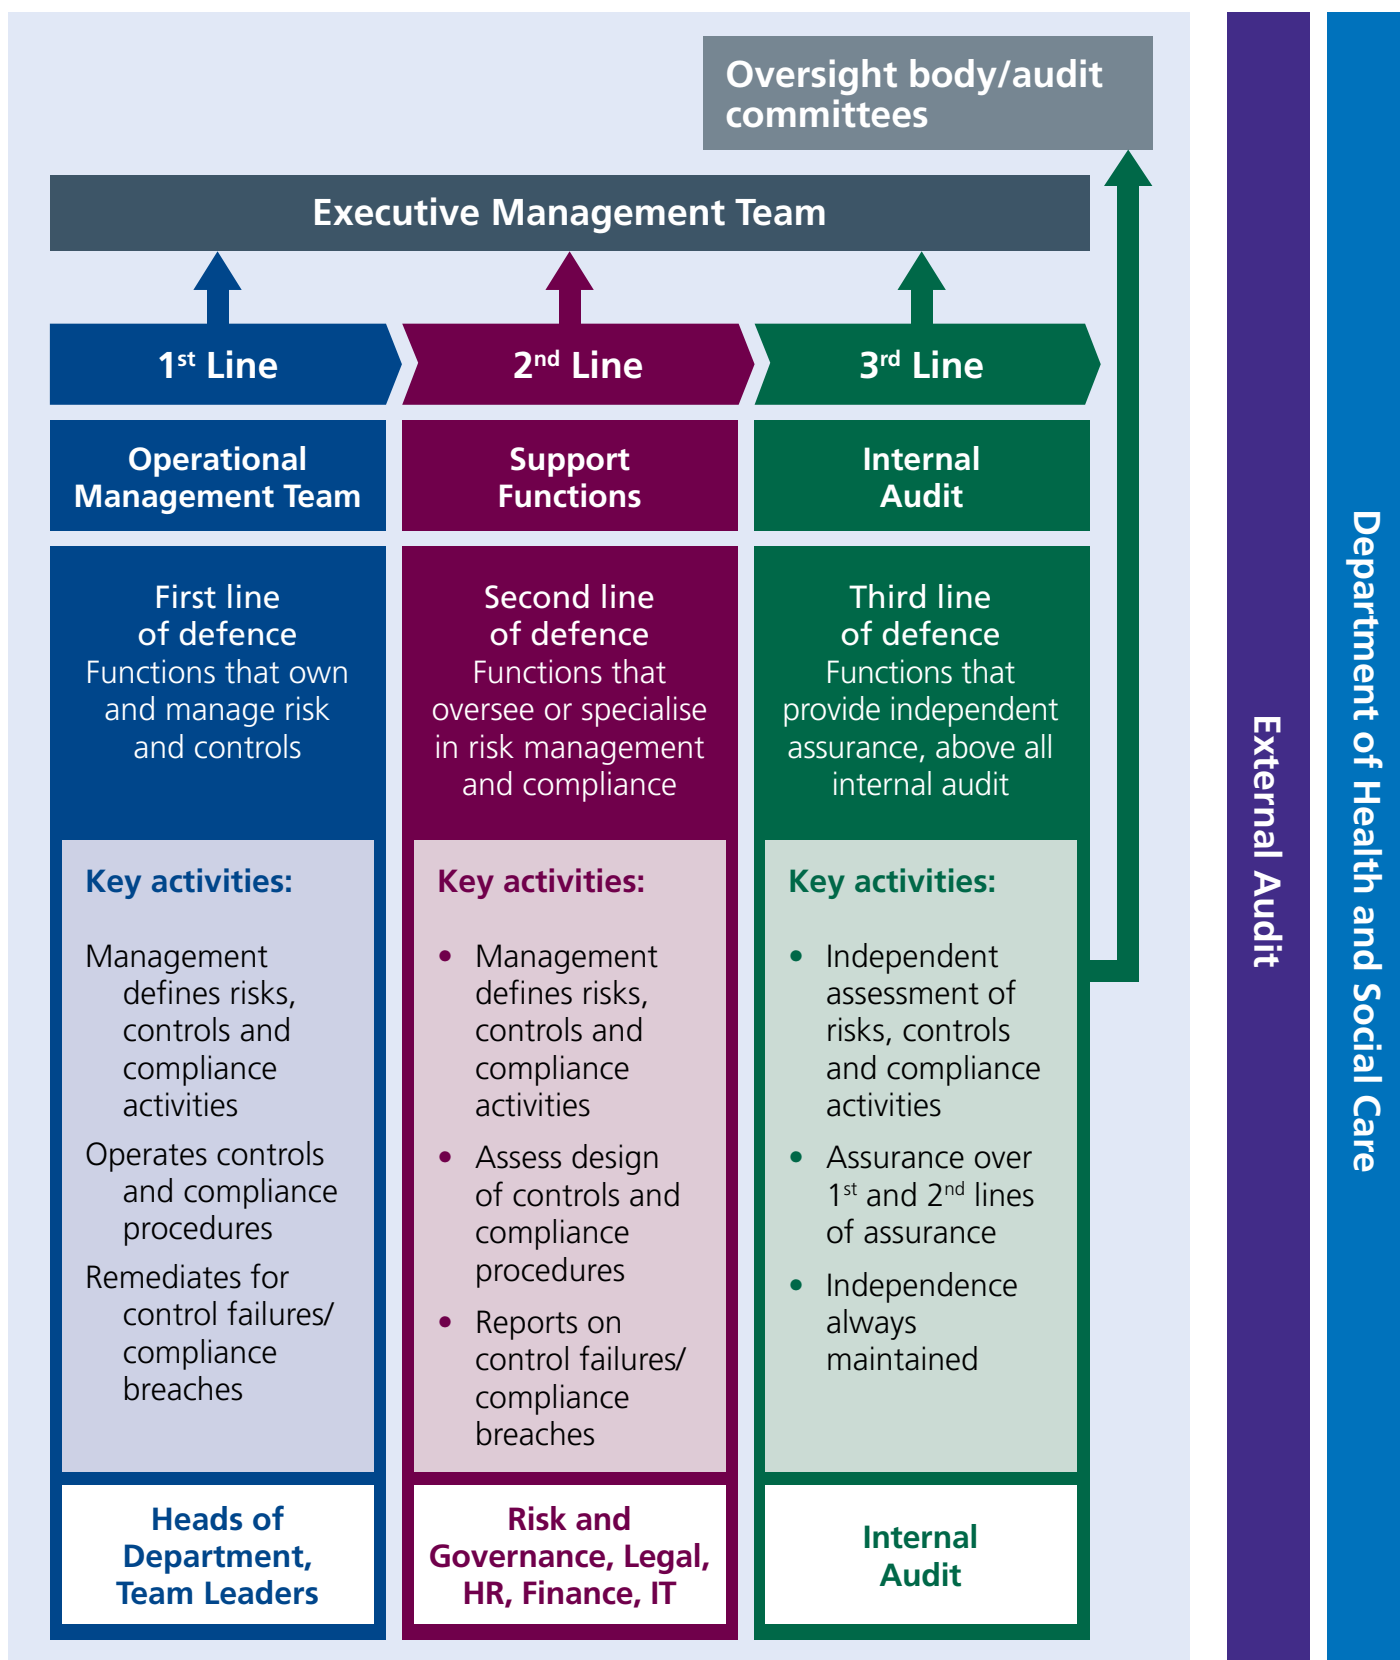 Oversight body/audit
committees
Executive Management Team
1st Line
Operational
Management Team
First line
of defence
Functions that own
and manage risk
and controls
Key activities:
Management
defines risks,
controls and
compliance
activities
Operates controls
and compliance
procedures
Remediates for
control failures/
compliance
breaches
Heads of
Department,
Team Leaders
2nd Line
Support
Functions
Second line
of defence
Functions that
oversee or specialise
in risk management
and compliance
Key activities:
• Management
defines risks,
controls and
compliance
activities
• Assess design
of controls and
compliance
procedures
• Reports on
control failures/
compliance
breaches
Risk and
Governance, Legal,
HR, Finance, IT
3rd Line
Internal
Audit
Third line
of defence
Functions that
provide independent
assurance, above all
internal audit
Key activities:
• Independent
assessment of
risks, controls
and compliance
activities
• Assurance over
1st and 2nd lines
of assurance
• Independence
always
maintained
Internal
Audit
External Audit
Department of Health and Social Care